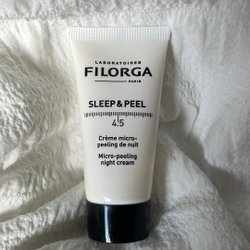 LABORATOIRES
FILORGA
PARIS
SLEEP & PEEL
4.5
Crème micro-
peeling de nuit
Micro-peeling
night cream